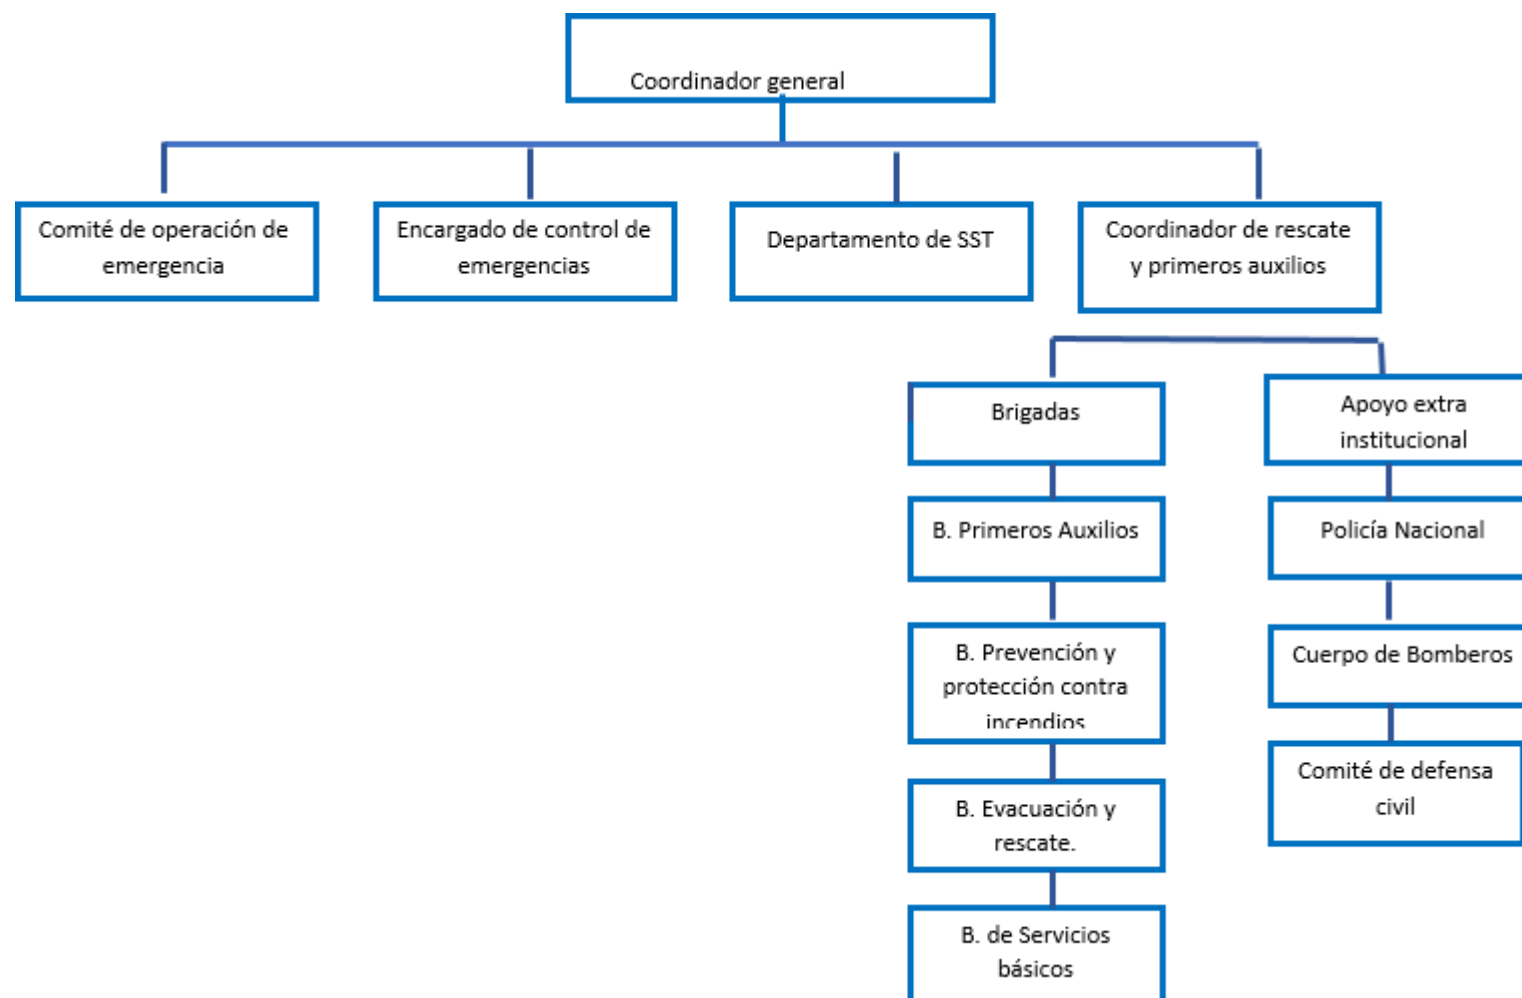 Coordinador general
Comité de operación de
emergencia
Encargado de control de
emergencias
Departamento de SST
Coordinador de rescate
y primeros auxilios
Brigadas
Apoyo extra
institucional
B. Primeros Auxilios
Policía Nacional
B. Prevención y
protección contra
incendios
Cuerpo de Bomberos
Comité de defensa
civil
B. Evacuación y
rescate.
B. de Servicios
básicos